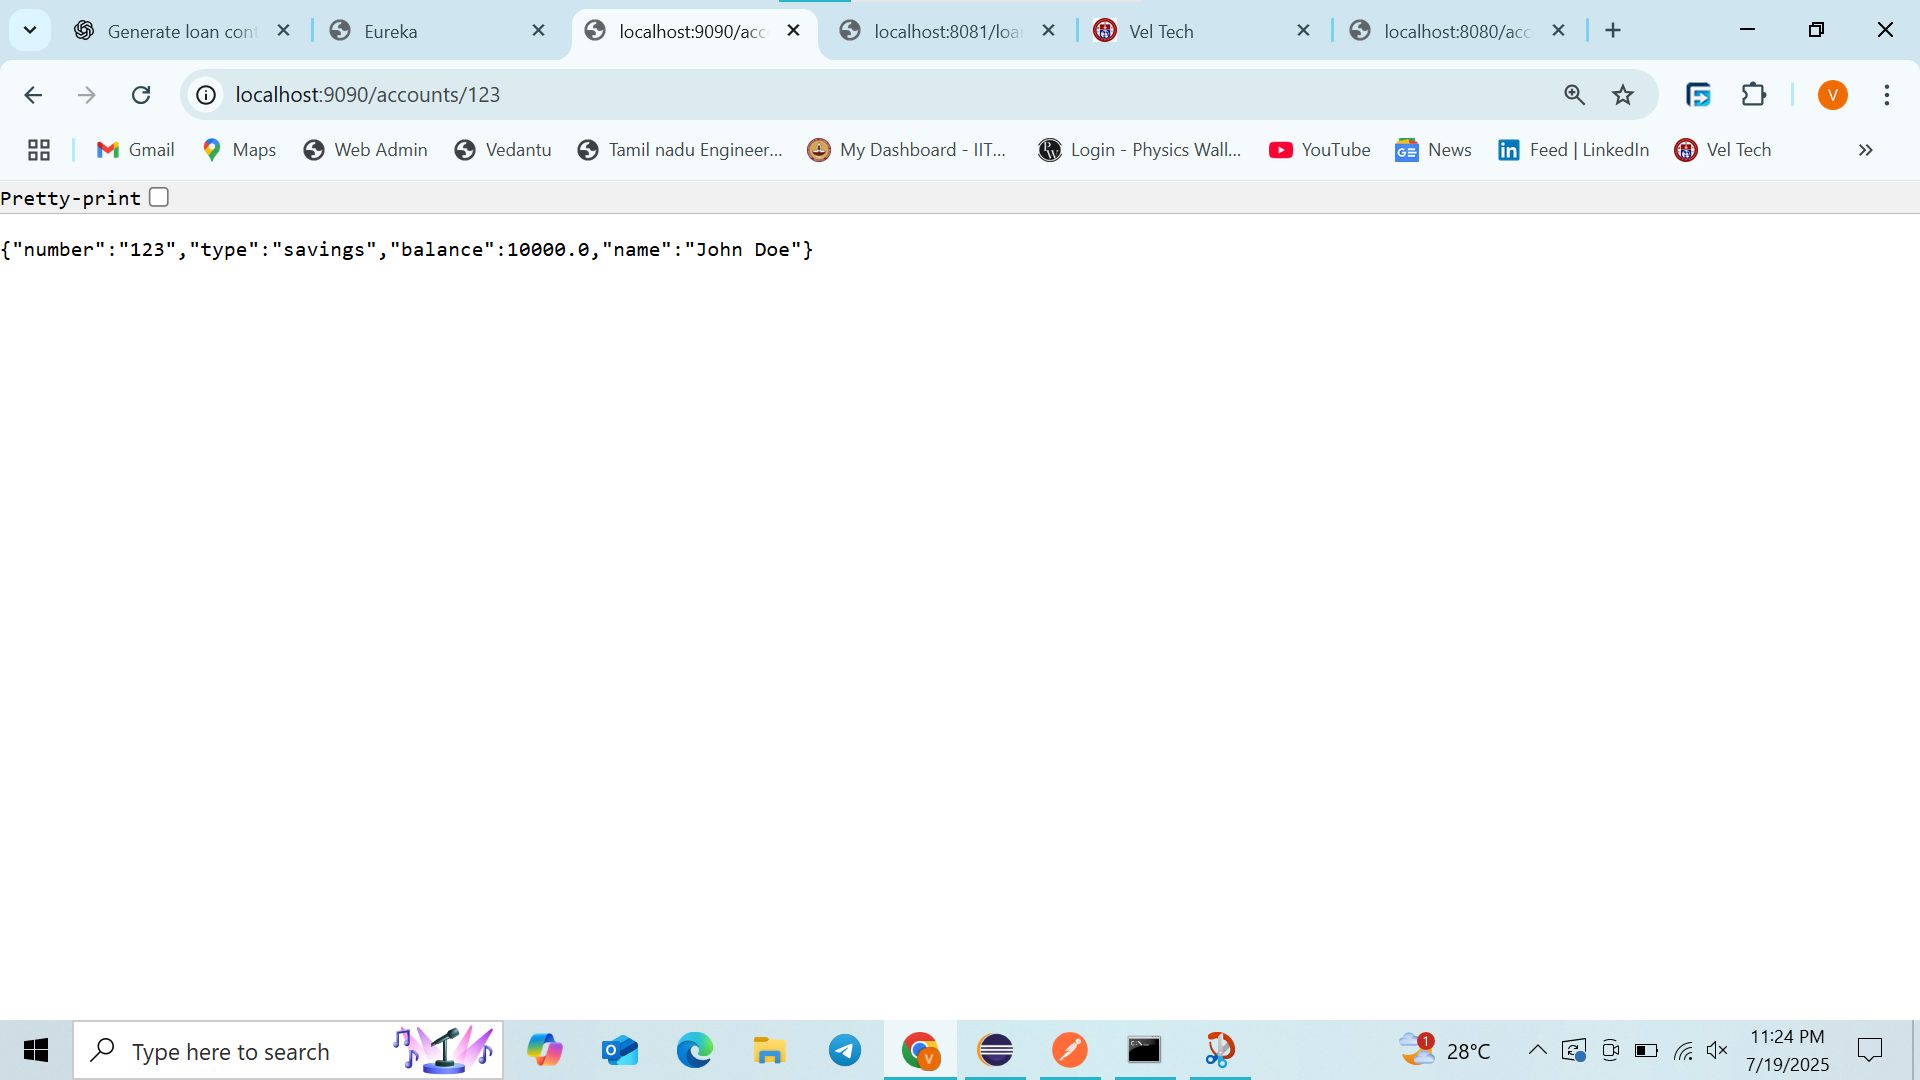 Generate loan cont
Eureka
localhost:9090/acc
localhost:8081/loa
Vel Tech
localhost:8080/acc
localhost:9090/accounts/123
V
Gmail
Maps
Web Admin
Vedantu
Tamil nadu Engineer...
My Dashboard - IIT...
Login - Physics Wall...
YouTube
News
Feed | LinkedIn
Vel Tech
Pretty-print
{"number":"123","type":"savings","balance":10000.0,"name":"John Doe"}
Type here to search
1
28°C
11:24 PM
7/19/2025